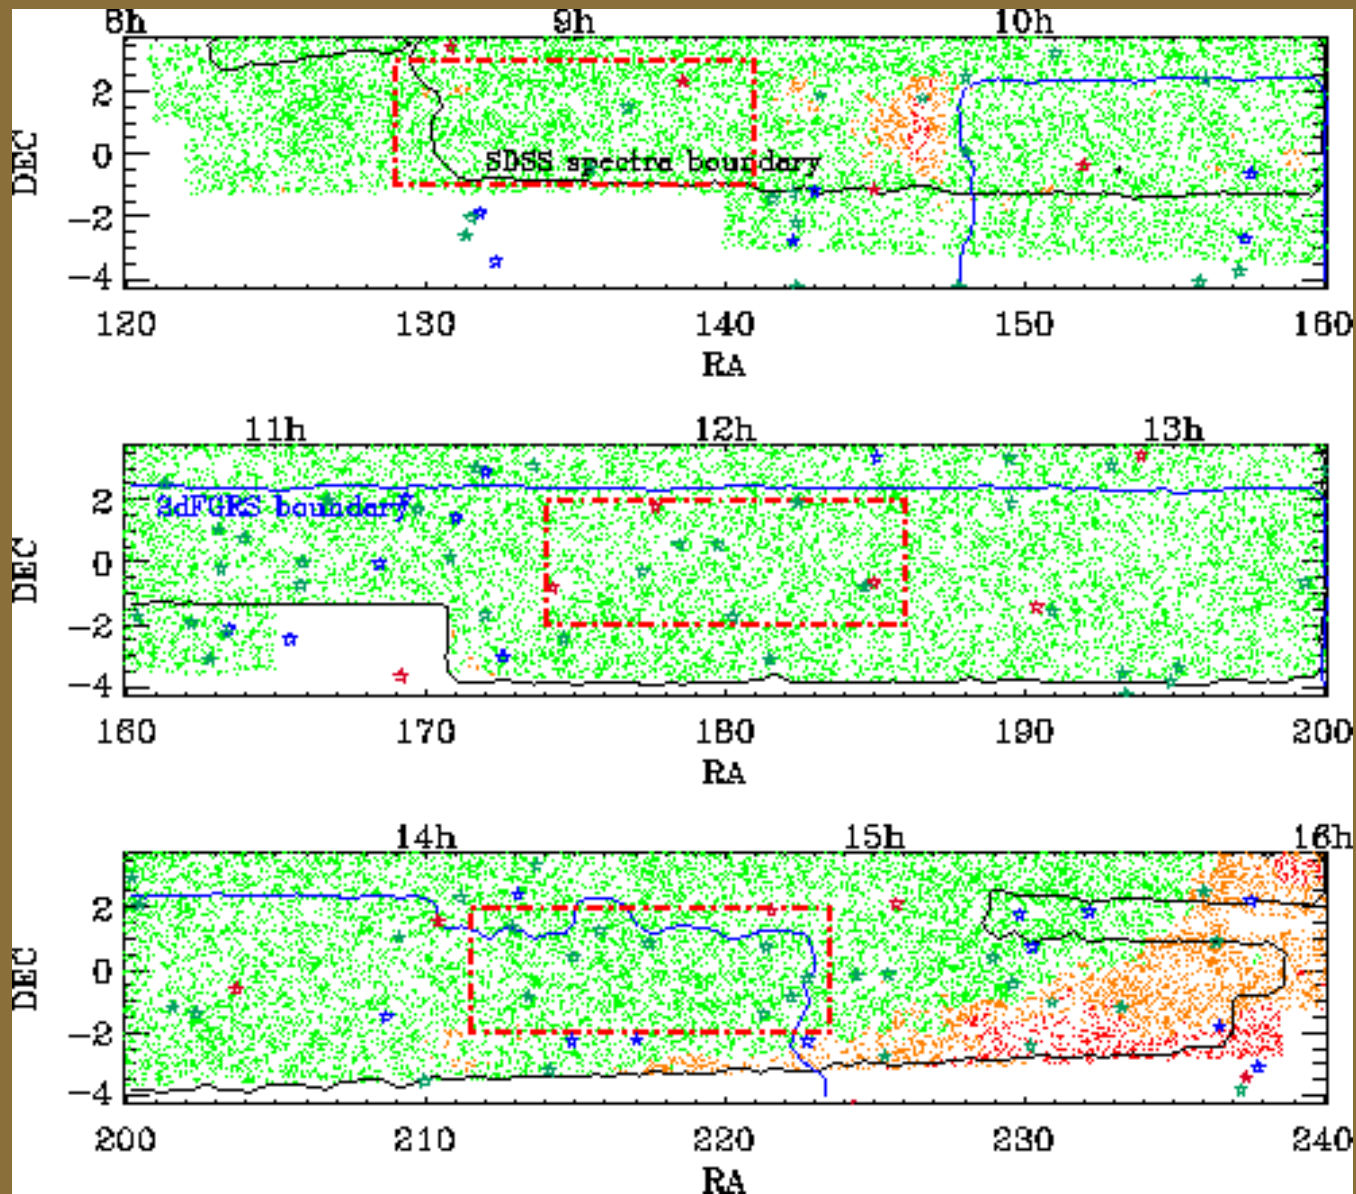 8h 9h 10h
2
0
-2
-4
DEC
SDSS spectra boundary
120 130 140 150 160
RA
11h 12h 13h
2
0
-2
-4
DEC
2dFGRS boundary
160 170 180 190 200
RA
14h 15h 16h
2
0
-2
-4
DEC
200 210 220 230 240
RA